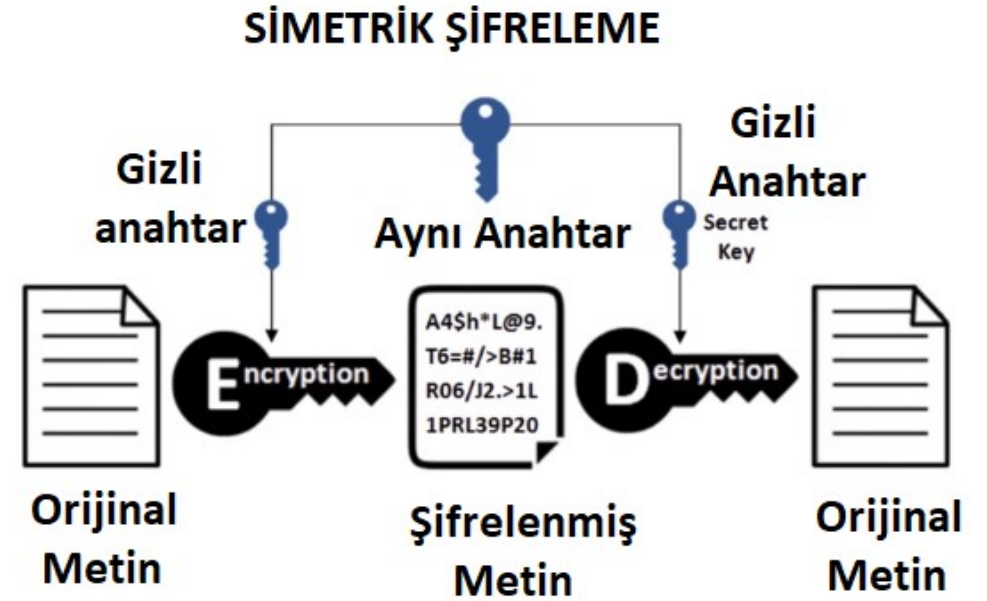 SİMETRİK ŞİFRELEME
Gizli
anahtar
Aynı Anahtar
Gizli
Anahtar
Secret
Key
Encryption
A4$h*L@9.
T6=#/>B#1
R06/J2.>1L
1PRL39P20
Decryption
Orijinal
Metin
Şifrelenmiş
Metin
Orijinal
Metin